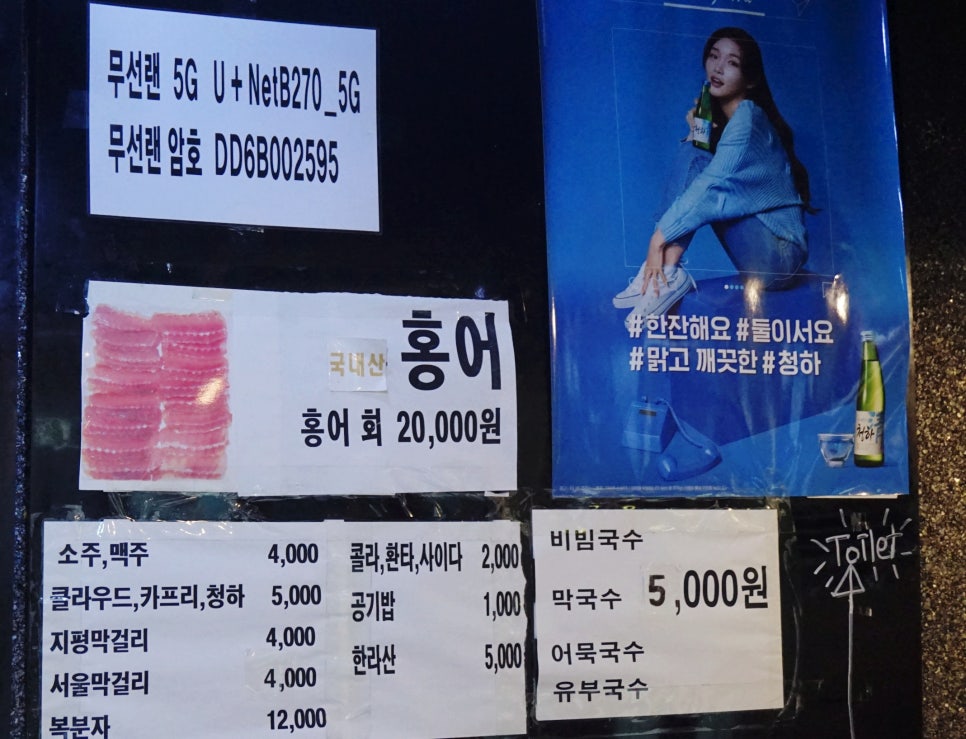 무선랜 5G U+NetB270_5G
무선랜 암호 DD6B002595
국내산 홍어
홍어 회 20,000원
#한잔해요 #둘이서요
#맑고 깨끗한 #청하
청하
소주,맥주 4,000
클라우드,카프리,청하 5,000
지평막걸리 4,000
서울막걸리 4,000
복분자 12,000
콜라,환타,사이다 2,000
공기밥 1,000
한라산 5,000
비빔국수
막국수 5,000원
어묵국수
유부국수
Toilet